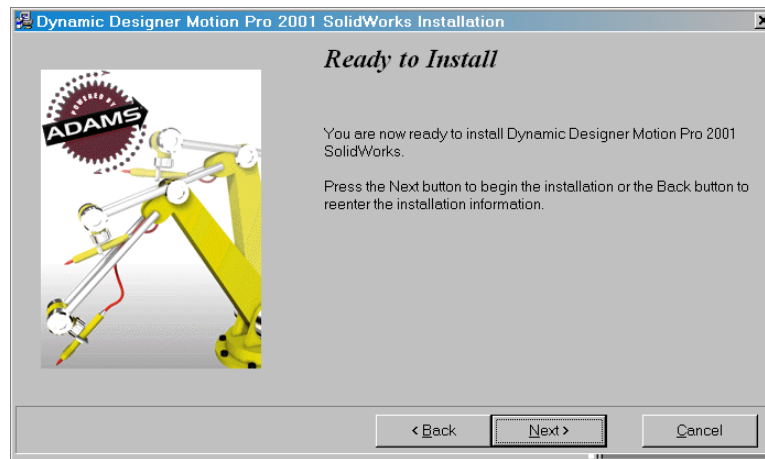 Dynamic Designer Motion Pro 2001 SolidWorks Installation
Ready to Install
POWERED BY
ADAMS
You are now ready to install Dynamic Designer Motion Pro 2001
SolidWorks.
Press the Next button to begin the installation or the Back button to
reenter the installation information.
< Back
Next >
Cancel